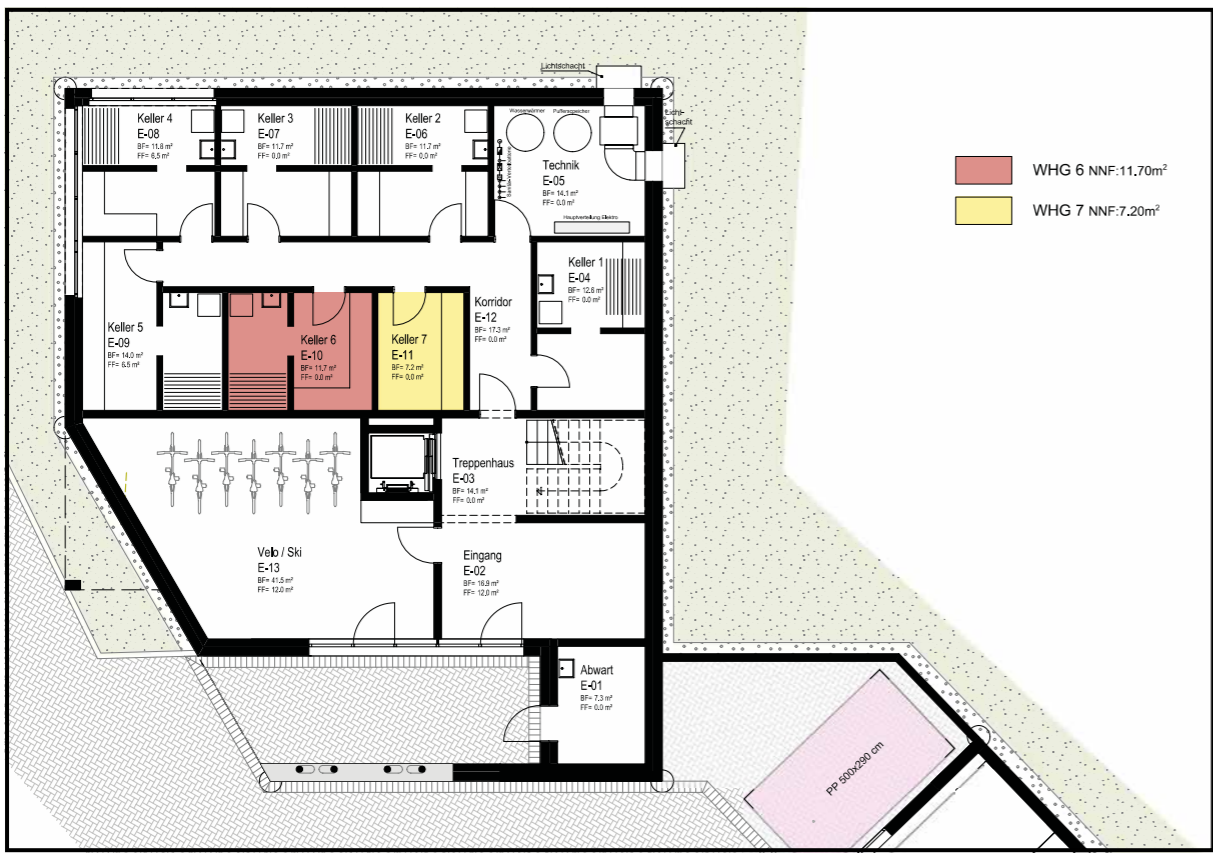 Lichtschacht
Keller 4
E-08
BF= 11.8 m²
FF= 6.5 m²
Keller 3
E-07
BF= 11.7 m²
FF= 0.0 m²
Keller 2
E-06
BF= 11.7 m²
FF= 0.0 m²
Wasserwärmer
Pufferspeicher
Technik
E-05
BF= 14.1 m²
FF= 0.0 m²
Hauptverteilung Elektro
Licht-
schacht
WHG 6 NNF:11.70m²
WHG 7 NNF:7.20m²
Keller 1
E-04
BF= 12.6 m²
FF= 0.0 m²
Korridor
E-12
BF= 17.3 m²
FF= 0.0 m²
Keller 5
E-09
BF= 14.0 m²
FF= 6.5 m²
Keller 6
E-10
BF= 11.7 m²
FF= 0.0 m²
Keller 7
E-11
BF= 7.2 m²
FF= 0.0 m²
Treppenhaus
E-03
BF= 14.1 m²
FF= 0.0 m²
Velo / Ski
E-13
BF= 41.5 m²
FF= 12.0 m²
Eingang
E-02
BF= 16.9 m²
FF= 12.0 m²
Abwart
E-01
BF= 7.3 m²
FF= 0.0 m²
PP 500x290 cm